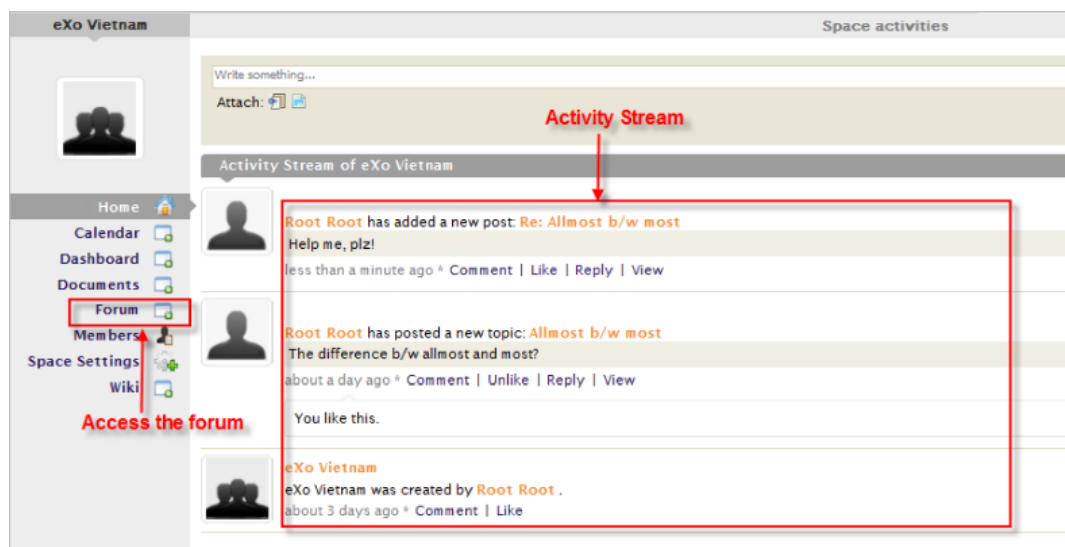 eXo Vietnam
Space activities
Write something...
Attach:
Activity Stream
Activity Stream of eXo Vietnam
Home
Calendar
Dashboard
Documents
Forum
Members
Space Settings
Wiki
Access the forum
Root Root has added a new post: Re: Allmost b/w most
Help me, plz!
less than a minute ago * Comment | Like | Reply | View
Root Root has posted a new topic: Allmost b/w most
The difference b/w allmost and most?
about a day ago * Comment | Unlike | Reply | View
You like this.
eXo Vietnam
eXo Vietnam was created by Root Root .
about 3 days ago * Comment | Like